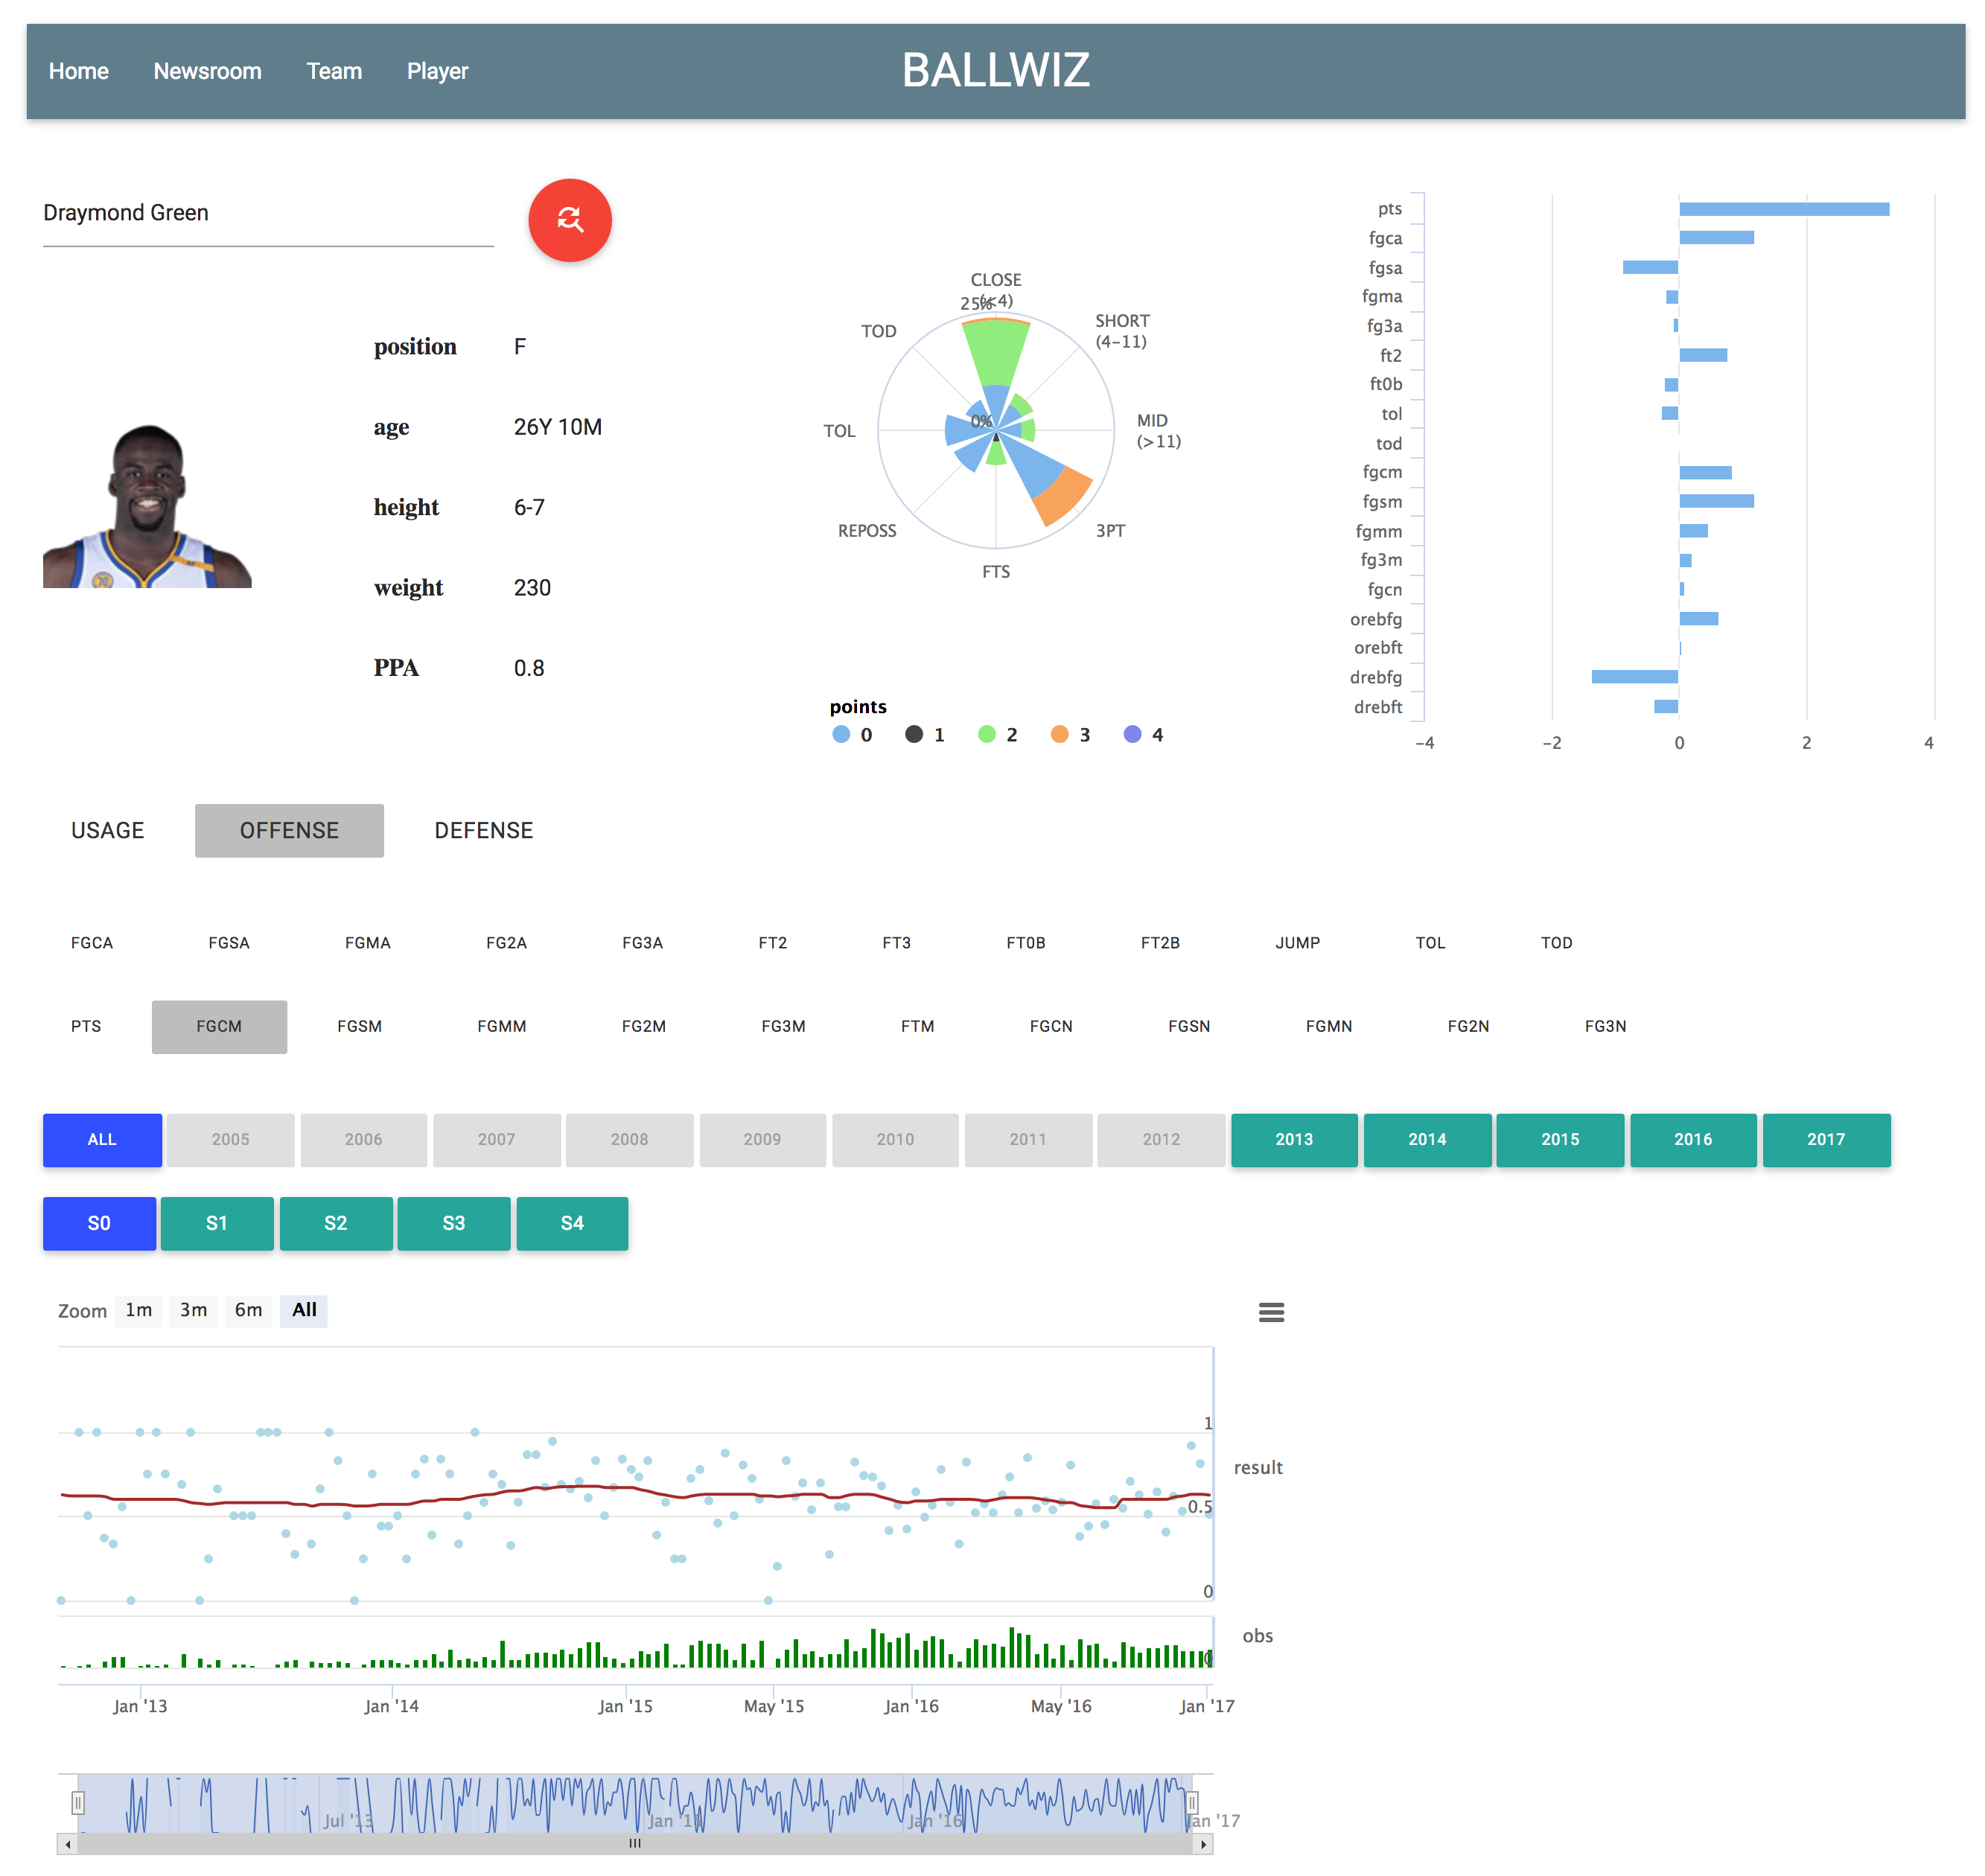 Home Newsroom Team Player BALLWIZ
Draymond Green
position F
age 26Y 10M
height 6-7
weight 230
PPA 0.8
CLOSE
(<4)
25%
SHORT
(4-11)
TOD
0%
MID
(>11)
TOL
REPOSS
3PT
FTS
points
0 1 2 3 4
pts
fgca
fgsa
fgma
fg3a
ft2
ft0b
tol
tod
fgcm
fgsm
fgmm
fg3m
fgcn
orebfg
orebft
drebfg
drebft
-4 -2 0 2 4
USAGE OFFENSE DEFENSE
FGCA FGSA FGMA FG2A FG3A FT2 FT3 FT0B FT2B JUMP TOL TOD
PTS FGCM FGSM FGMM FG2M FG3M FTM FGCN FGSN FGMN FG2N FG3N
ALL 2005 2006 2007 2008 2009 2010 2011 2012 2013 2014 2015 2016 2017
S0 S1 S2 S3 S4
Zoom 1m 3m 6m All
1
result
0.5
0
obs
0
Jan '13 Jan '14 Jan '15 May '15 Jan '16 May '16 Jan '17
Jul '13 Jan '15 Jan '16 Jan '17